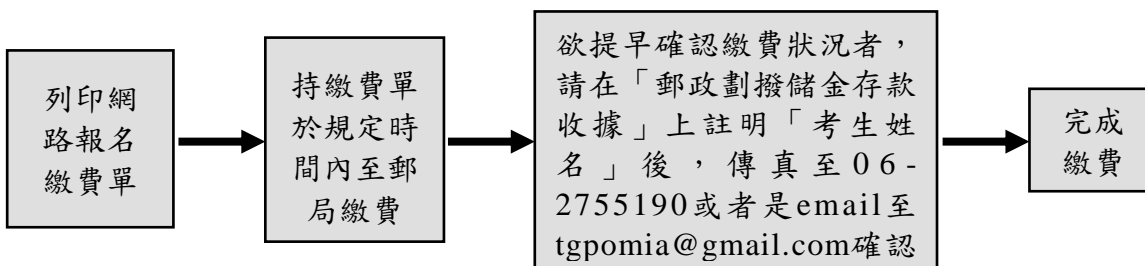 列印網
路報名
繳費單
持繳費單
於規定時
間內至郵
局繳費
欲提早確認繳費狀況者，
請在「郵政劃撥儲金存款
收據」上註明「考生姓
名」後，傳真至06-
2755190或者是email至
tgpomia@gmail.com確認
完成
繳費